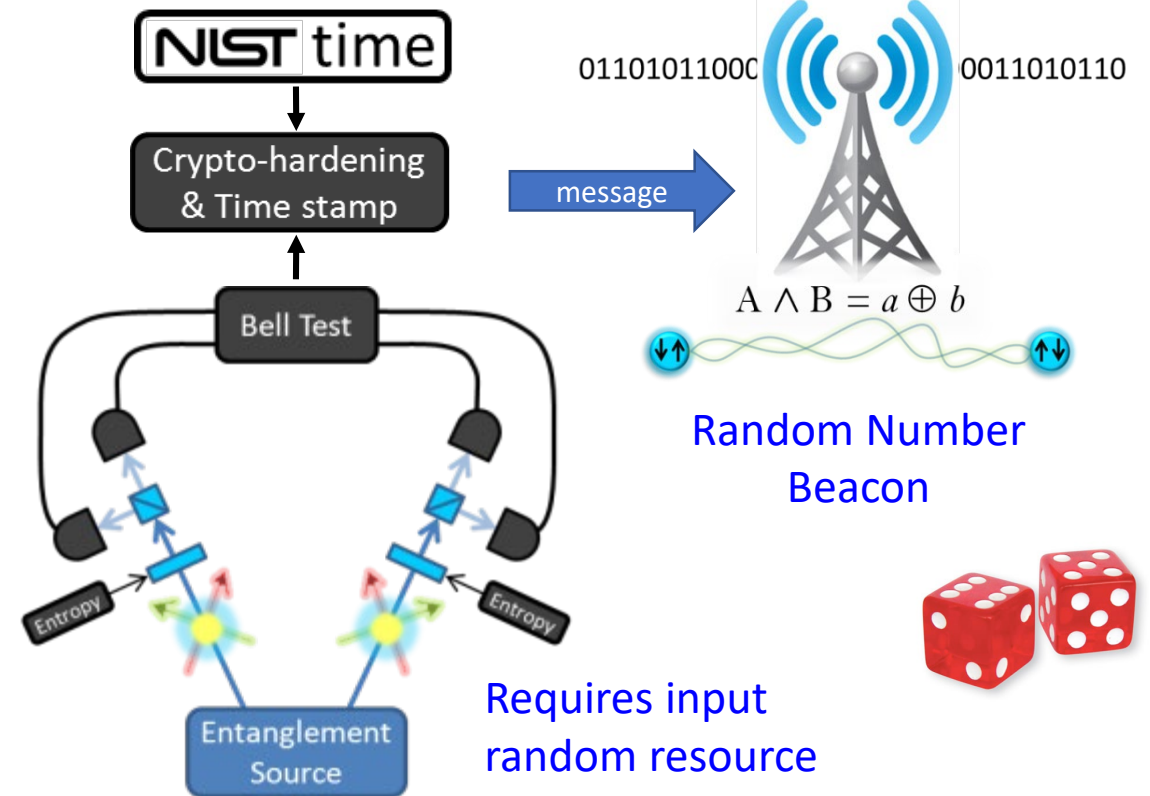 NIST time
Crypto-hardening
& Time stamp
message
01101011000
0011010110
A ∧ B = a ⊕ b
Bell Test
Random Number
Beacon
Entropy
Entropy
Entanglement
Source
Requires input
random resource